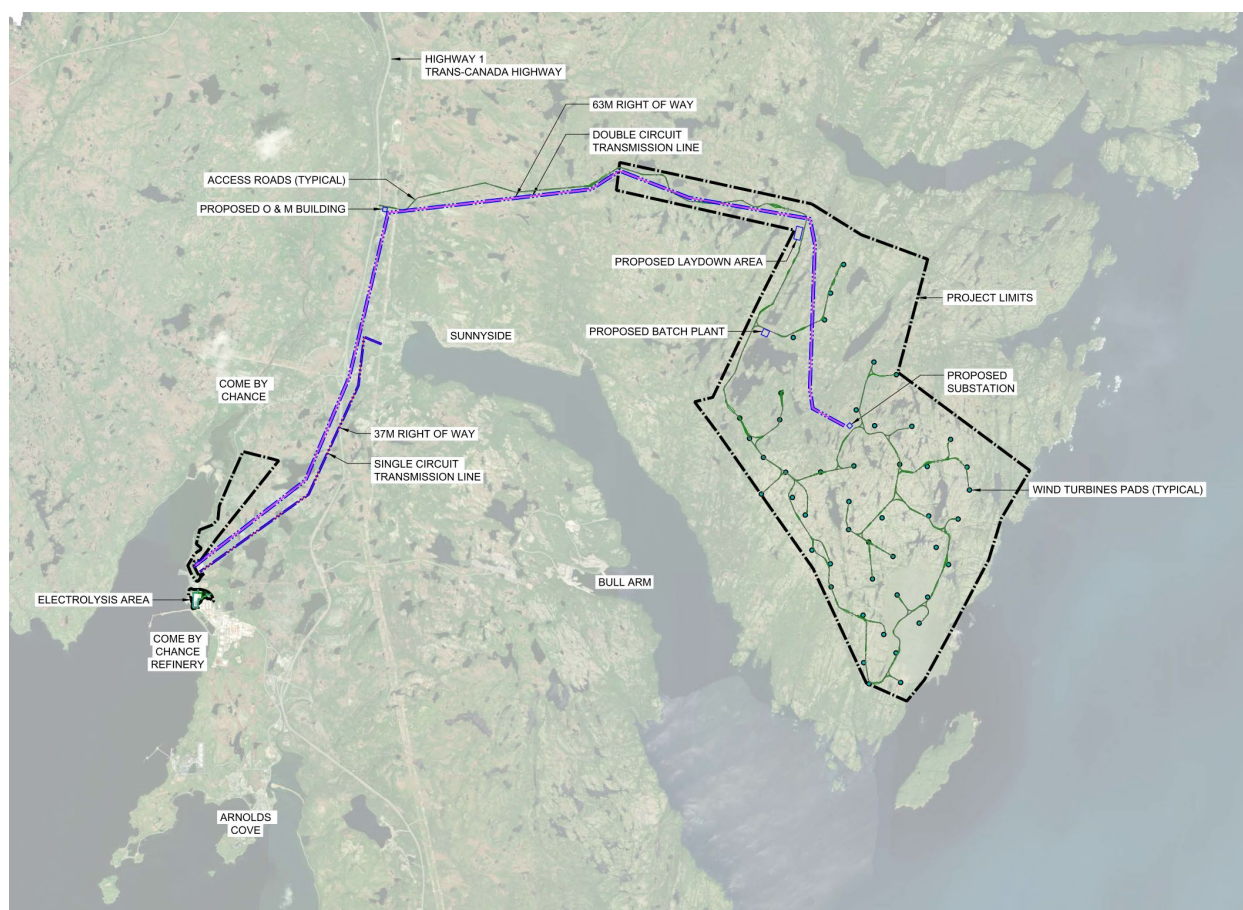 HIGHWAY 1
TRANS-CANADA HIGHWAY
63M RIGHT OF WAY
DOUBLE CIRCUIT
TRANSMISSION LINE
ACCESS ROADS (TYPICAL)
PROPOSED O & M BUILDING
PROPOSED LAYDOWN AREA
PROJECT LIMITS
SUNNYSIDE
PROPOSED BATCH PLANT
COME BY
CHANCE
PROPOSED
SUBSTATION
37M RIGHT OF WAY
SINGLE CIRCUIT
TRANSMISSION LINE
WIND TURBINES PADS (TYPICAL)
BULL ARM
ELECTROLYSIS AREA
COME BY
CHANCE
REFINERY
ARNOLDS
COVE